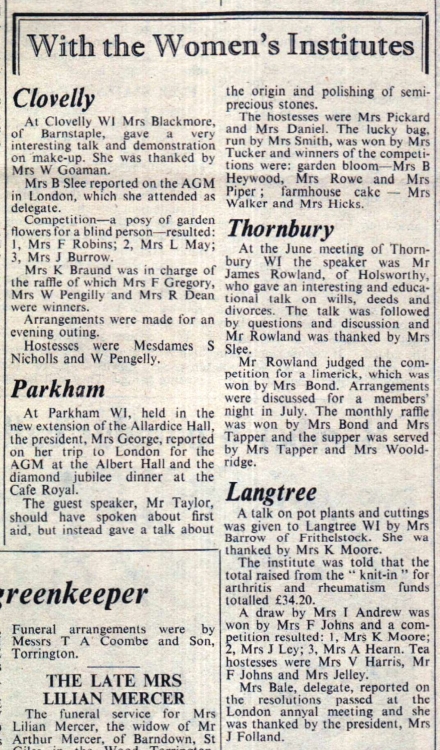 With the Women's Institutes
Clovelly
At Clovelly WI Mrs Blackmore,
of Barnstaple, gave a very
interesting talk and demonstration
on make-up. She was thanked by
Mrs W Goaman.
Mrs B Slee reported on the AGM
in London, which she attended as
delegate.
Competition—a posy of garden
flowers for a blind person—resulted:
1, Mrs F Robins; 2, Mrs L May;
3, Mrs J Burrow.
Mrs K Braund was in charge of
the raffle of which Mrs F Gregory,
Mrs W Pengilly and Mrs R Dean
were winners.
Arrangements were made for an
evening outing.
Hostesses were Mesdames S
Nicholls and W Pengelly.
Parkham
At Parkham WI, held in the
new extension of the Allardice Hall,
the president, Mrs George, reported
on her trip to London for the
AGM at the Albert Hall and the
diamond jubilee dinner at the
Cafe Royal.
The guest speaker, Mr Taylor,
should have spoken about first
aid, but instead gave a talk about
the origin and polishing of semi-
precious stones.
The hostesses were Mrs Pickard
and Mrs Daniel. The lucky bag,
run by Mrs Smith, was won by Mrs
Tucker and winners of the competi-
tions were: garden bloom—Mrs B
Heywood, Mrs Rowe and Mrs
Piper; farmhouse cake — Mrs
Walker and Mrs Hicks.
Thornbury
At the June meeting of Thorn-
bury WI the speaker was Mr
James Rowland, of Holsworthy,
who gave an interesting and educa-
tional talk on wills, deeds and
divorces. The talk was followed
by questions and discussion and
Mr Rowland was thanked by Mrs
Slee.
Mr Rowland judged the com-
petition for a limerick, which was
won by Mrs Bond. Arrangements
were discussed for a members'
night in July. The monthly raffle
was won by Mrs Bond and Mrs
Tapper and the supper was served
by Mrs Tapper and Mrs Woold-
ridge.
Langtree
A talk on pot plants and cuttings
was given to Langtree WI by Mrs
Barrow of Frithelstock. She wa
thanked by Mrs K Moore.
The institute was told that the
total raised from the "knit-in" for
arthritis and rheumatism funds
totalled £34.20.
A draw by Mrs I Andrew was
won by Mrs F Johns and a com-
petition resulted: 1, Mrs K Moore;
2, Mrs J Ley; 3, Mrs A Hearn. Tea
hostesses were Mrs V Harris, Mr
F Johns and Mrs Jelley.
Mrs Bale, delegate, reported on
the resolutions passed at the
London annyal meeting and she
was thanked by the president, Mrs
J Folland.
greenkeeper
Funeral arrangements were by
Messrs T A Coombe and Son,
Torrington.
THE LATE MRS
LILIAN MERCER
The funeral service for Mrs
Lilian Mercer, the widow of Mr
Arthur Mercer, of Barndown, St